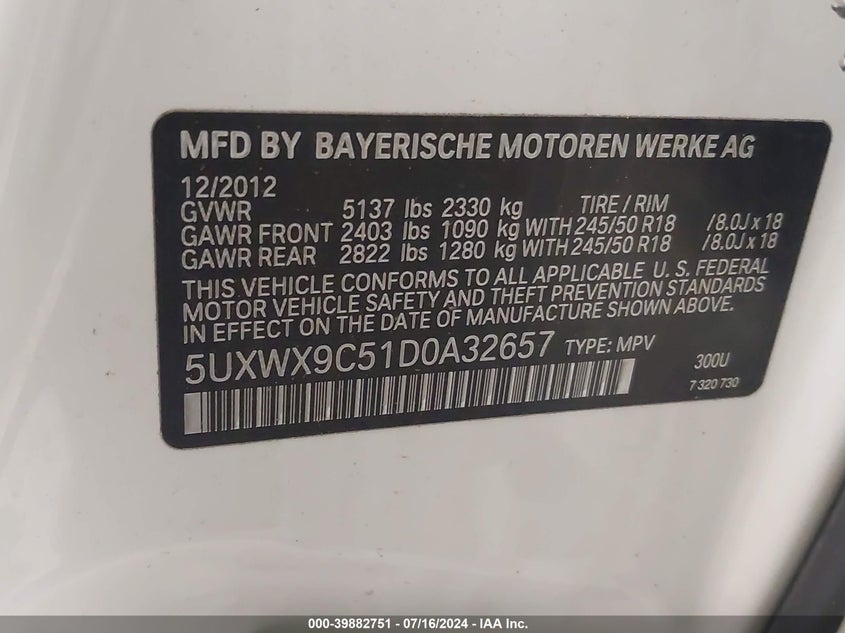 MFD BY BAYERISCHE MOTOREN WERKE AG
12/2012
GVWR 5137 lbs 2330 kg TIRE / RIM
GAWR FRONT 2403 lbs 1090 kg WITH 245/50 R18 /8.0J x 18
GAWR REAR 2822 lbs 1280 kg WITH 245/50 R18 /8.0J x 18
THIS VEHICLE CONFORMS TO ALL APPLICABLE U. S. FEDERAL
MOTOR VEHICLE SAFETY AND THEFT PREVENTION STANDARDS
IN EFFECT ON THE DATE OF MANUFACTURE SHOWN ABOVE.
5UXWX9C51D0A32657 TYPE: MPV 300U
7 320 730
000-39882751 / 07/16/2024 - IAA Inc.